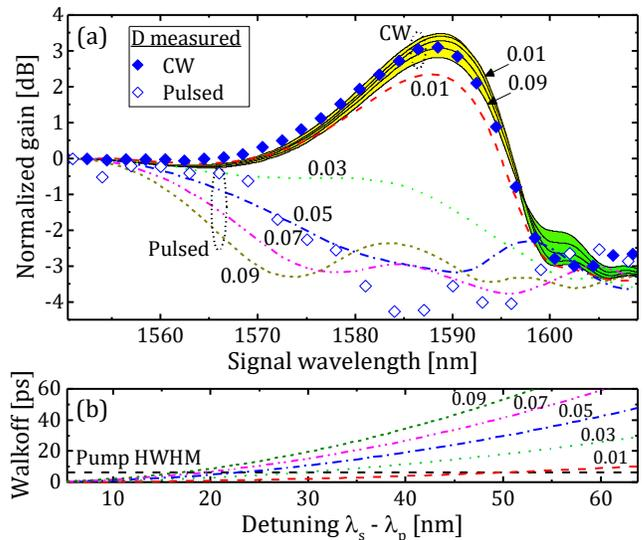 4
(a)
CW
3
D measured
0.01
CW
2
0.09
Pulsed
0.01
1
0
0.03
-1
0.05
-2
Pulsed
0.07
-3
0.09
-4
Normalized gain [dB]
1560 1570 1580 1590 1600
Signal wavelength [nm]
60
(b)
0.09
0.07
0.05
40
0.03
20
Pump HWHM
0.01
0
Walkoff [ps]
10 20 30 40 50 60
Detuning λs - λp [nm]